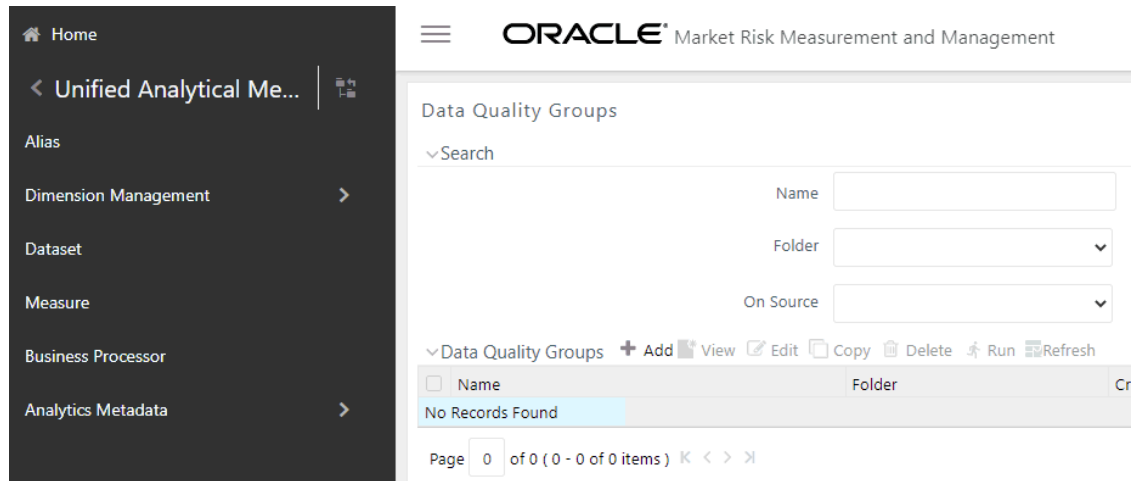 Home
Unified Analytical Me...
Alias
Dimension Management
Dataset
Measure
Business Processor
Analytics Metadata
ORACLE® Market Risk Measurement and Management
Data Quality Groups
Search
Name
Folder
On Source
Data Quality Groups Add View Edit Copy Delete Run Refresh
Name Folder Cr
No Records Found
Page 0 of 0 ( 0 - 0 of 0 items )